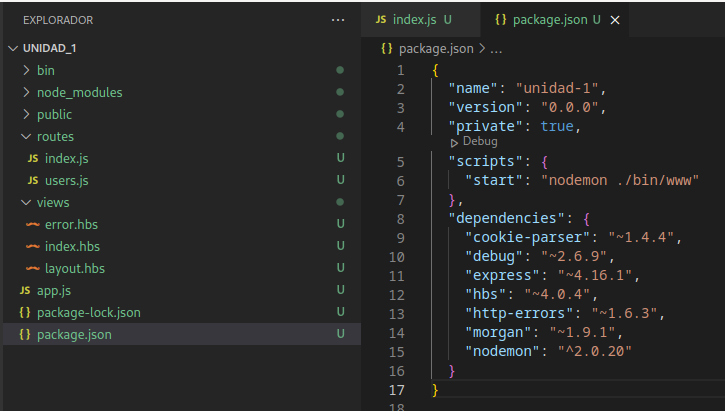 EXPLORADOR ...
UNIDAD_1
bin
node_modules
public
routes
JS index.js U
JS users.js U
views
error.hbs U
index.hbs U
layout.hbs U
JS app.js U
{} package-lock.json U
{} package.json U
JS index.js U
{} package.json U ×
{} package.json > ...
1 {
2 "name": "unidad-1",
3 "version": "0.0.0",
4 "private": true,
Debug
5 "scripts": {
6 "start": "nodemon ./bin/www"
7 },
8 "dependencies": {
9 "cookie-parser": "~1.4.4",
10 "debug": "~2.6.9",
11 "express": "~4.16.1",
12 "hbs": "~4.0.4",
13 "http-errors": "~1.6.3",
14 "morgan": "~1.9.1",
15 "nodemon": "^2.0.20"
16 }
17 }
18